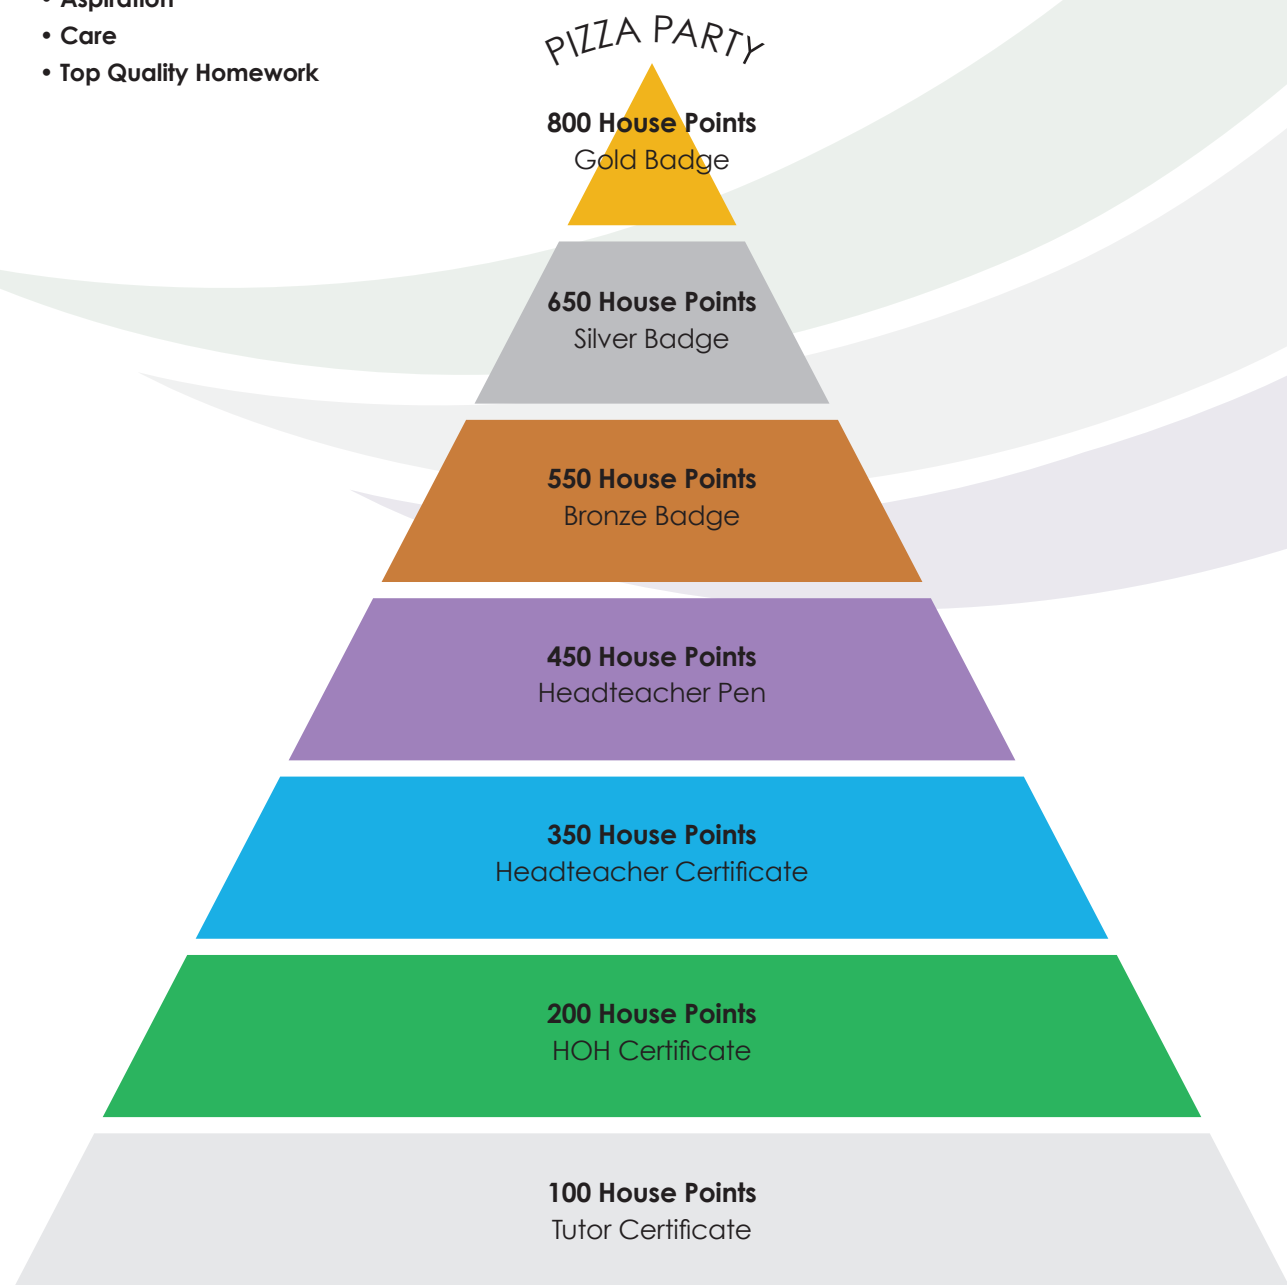 • Aspiration
• Care
• Top Quality Homework
PIZZA PARTY
800 House Points
Gold Badge
650 House Points
Silver Badge
550 House Points
Bronze Badge
450 House Points
Headteacher Pen
350 House Points
Headteacher Certificate
200 House Points
HOH Certificate
100 House Points
Tutor Certificate